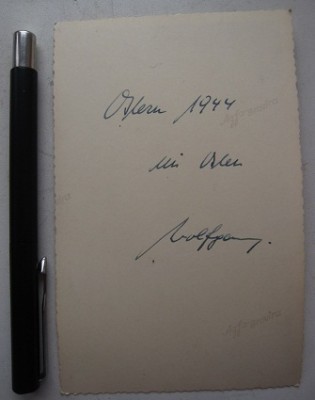 Ostern 1944
im Osten
Wolfgang.